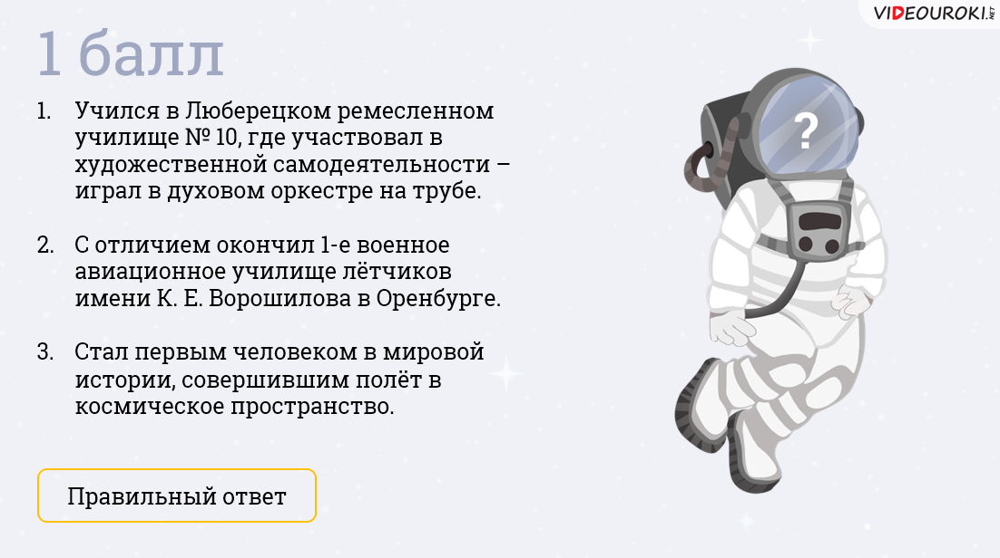 VIDEOUROKI.NET
1 балл
1. Учился в Люберецком ремесленном
училище № 10, где участвовал в
художественной самодеятельности –
играл в духовом оркестре на трубе.
2. С отличием окончил 1-е военное
авиационное училище лётчиков
имени К. Е. Ворошилова в Оренбурге.
3. Стал первым человеком в мировой
истории, совершившим полёт в
космическое пространство.
?
Правильный ответ